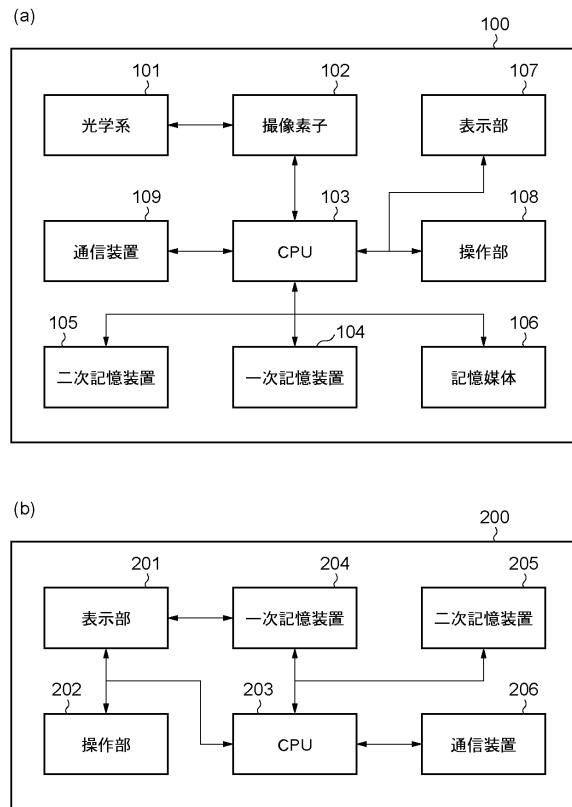 (a)
100
101
102
107
光学系
撮像素子
表示部
109
103
108
通信装置
CPU
操作部
105
104
106
二次記憶装置
一次記憶装置
記憶媒体
(b)
200
201
204
205
表示部
一次記憶装置
二次記憶装置
202
203
206
操作部
CPU
通信装置